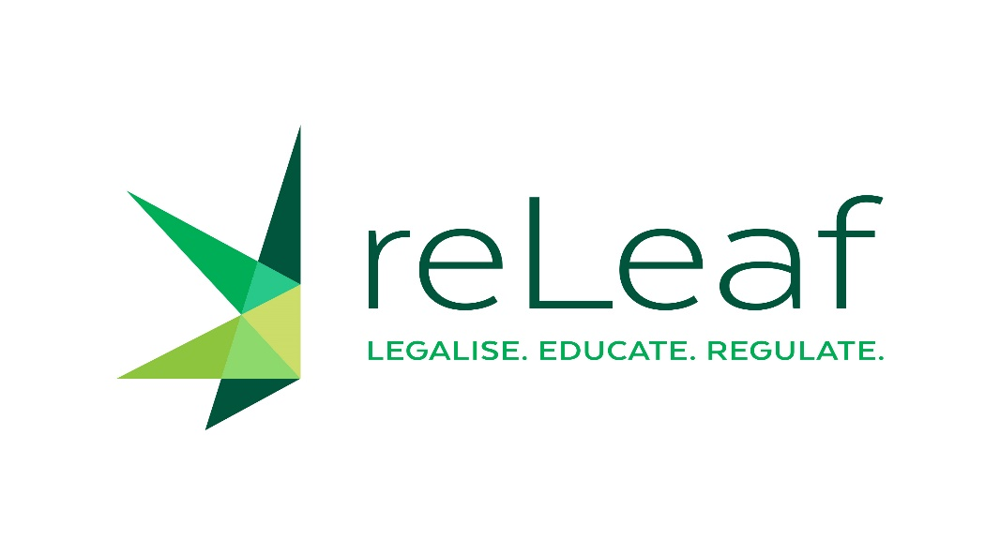 reLeaf
LEGALISE. EDUCATE. REGULATE.